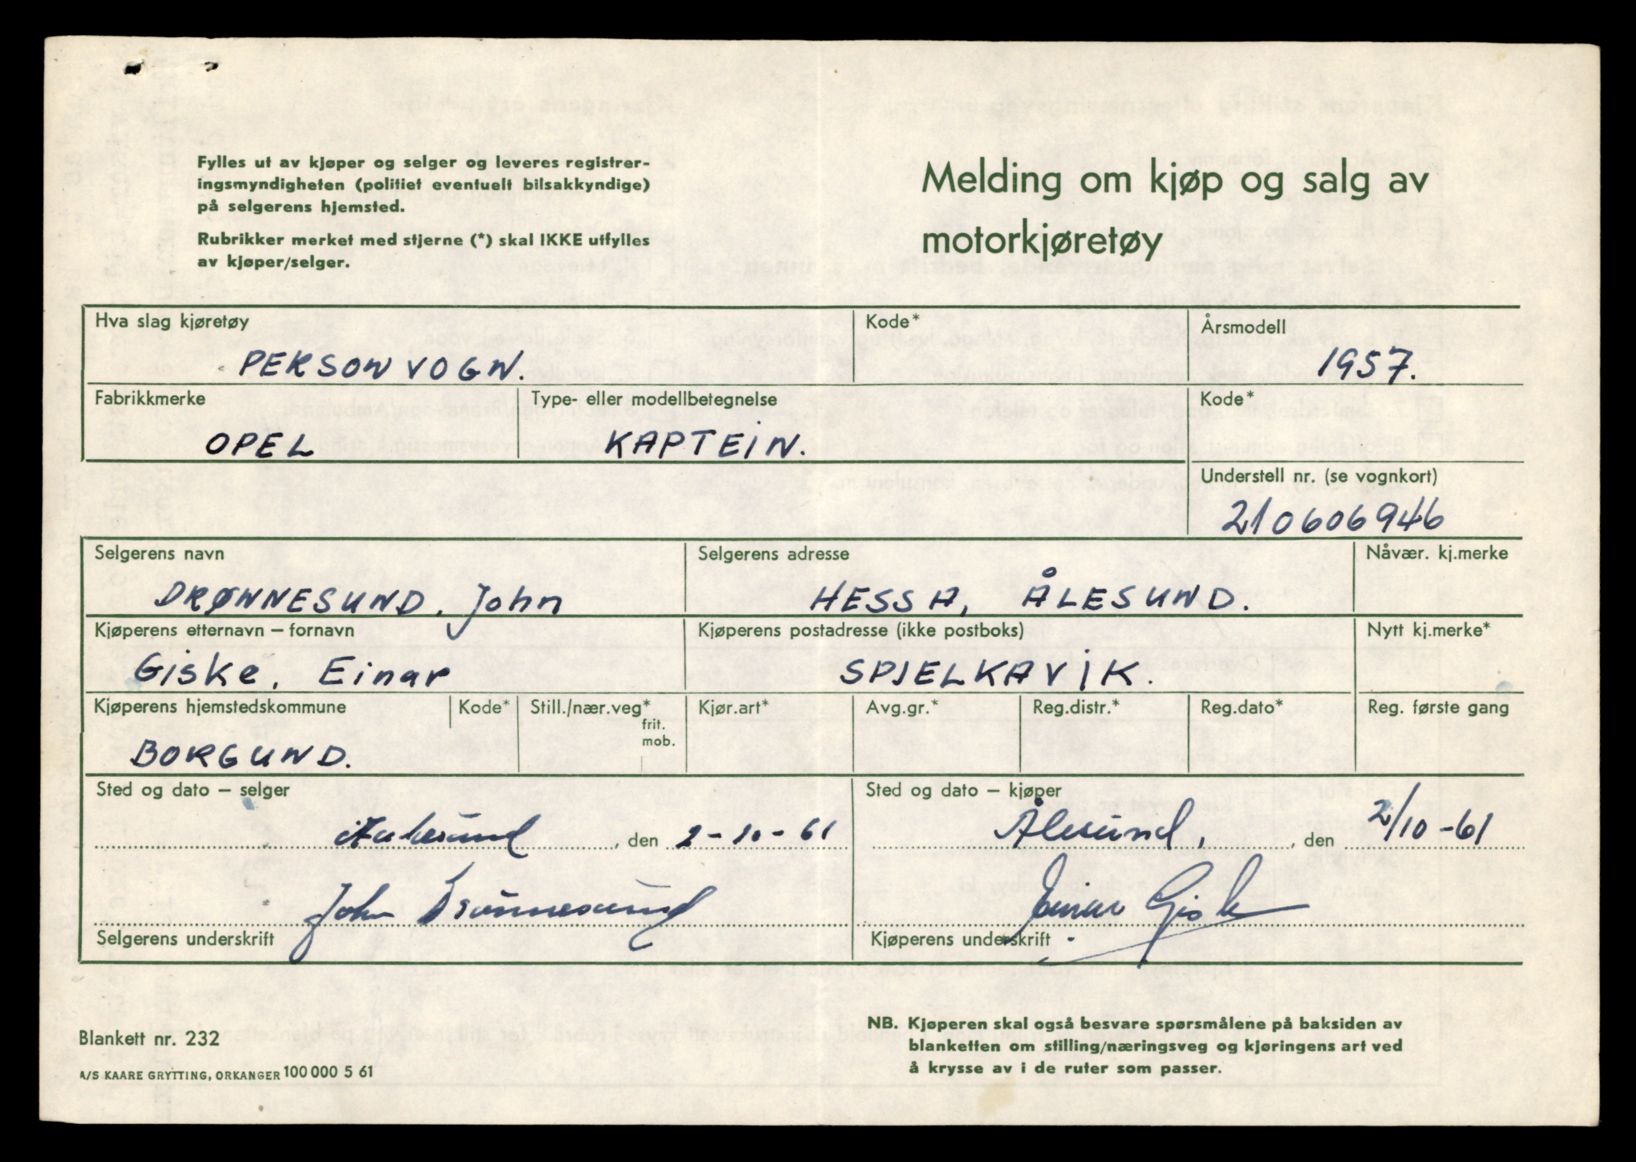 Fylles ut av kjøper og selger og leveres registrer-
ingsmyndigheten (politiet eventuelt bilsakkyndige)
på selgerens hjemsted.
Rubrikker merket med stjerne (*) skal IKKE utfylles
av kjøper/selger.
Melding om kjøp og salg av
motorkjøretøy
Hva slag kjøretøy
PERSONVOGN.
Kode*
Årsmodell
1957.
Fabrikkmerke
OPEL
Type- eller modellbetegnelse
KAPTEIN.
Kode*
Understell nr. (se vognkort)
210606946
Selgerens navn
DRØNNESUND, John
Selgerens adresse
HESSA, ÅLESUND.
Nåvær. kj.merke
Kjøperens etternavn — fornavn
Giske, Einar
Kjøperens postadresse (ikke postboks)
SPJELKAVIK.
Nytt kj.merke*
Kjøperens hjemstedskommune
BORGUND.
Kode*
Still./nær.veg*
frit.
mob.
Kjør.art*
Avg.gr.*
Reg.distr.*
Reg.dato*
Reg. første gang
Sted og dato — selger
, den 2-10-61
John Drønnesund
Selgerens underskrift
Sted og dato — kjøper
Ålesund, , den 2/10-61
Einar Giske
Kjøperens underskrift
Blankett nr. 232
A/S KAARE GRYTTING, ORKANGER 100 000 5 61
NB. Kjøperen skal også besvare spørsmålene på baksiden av
blanketten om stilling/næringsveg og kjøringens art ved
å krysse av i de ruter som passer.